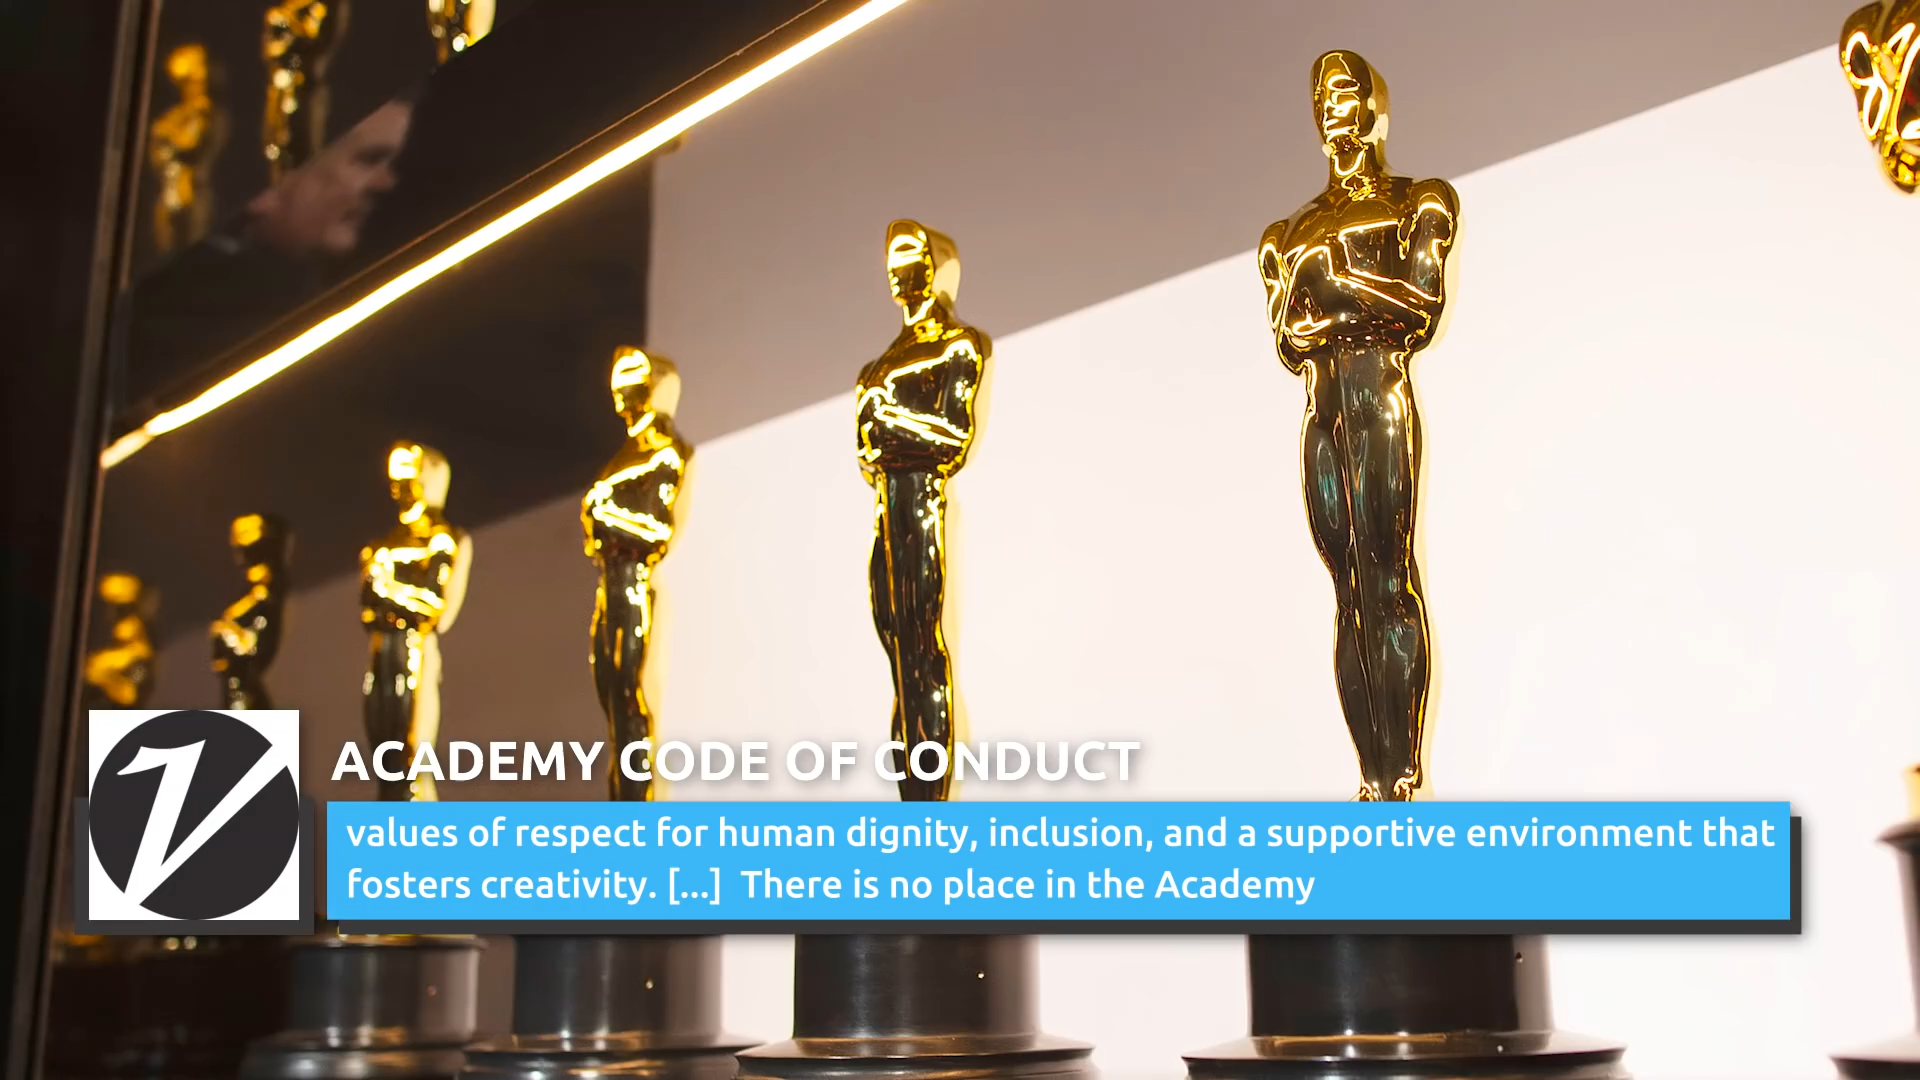 ACADEMY CODE OF CONDUCT
values of respect for human dignity, inclusion, and a supportive environment that
fosters creativity. [...] There is no place in the Academy